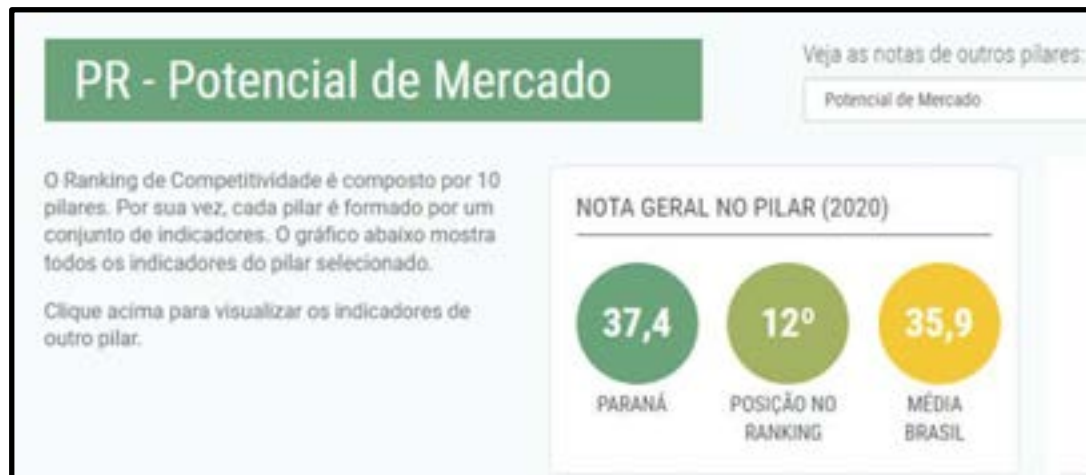 PR - Potencial de Mercado
Veja as notas de outros pilares:
Potencial de Mercado
O Ranking de Competitividade é composto por 10
pilares. Por sua vez, cada pilar é formado por um
conjunto de indicadores. O gráfico abaixo mostra
todos os indicadores do pilar selecionado.
Clique acima para visualizar os indicadores de
outro pilar.
NOTA GERAL NO PILAR (2020)
37,4
12º
35,9
PARANÁ
POSIÇÃO NO
RANKING
MÉDIA
BRASIL